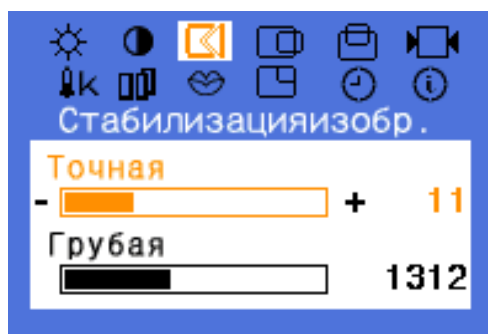 K
Стабилизацияизобр.
Точная
- + 11
Грубая
1312